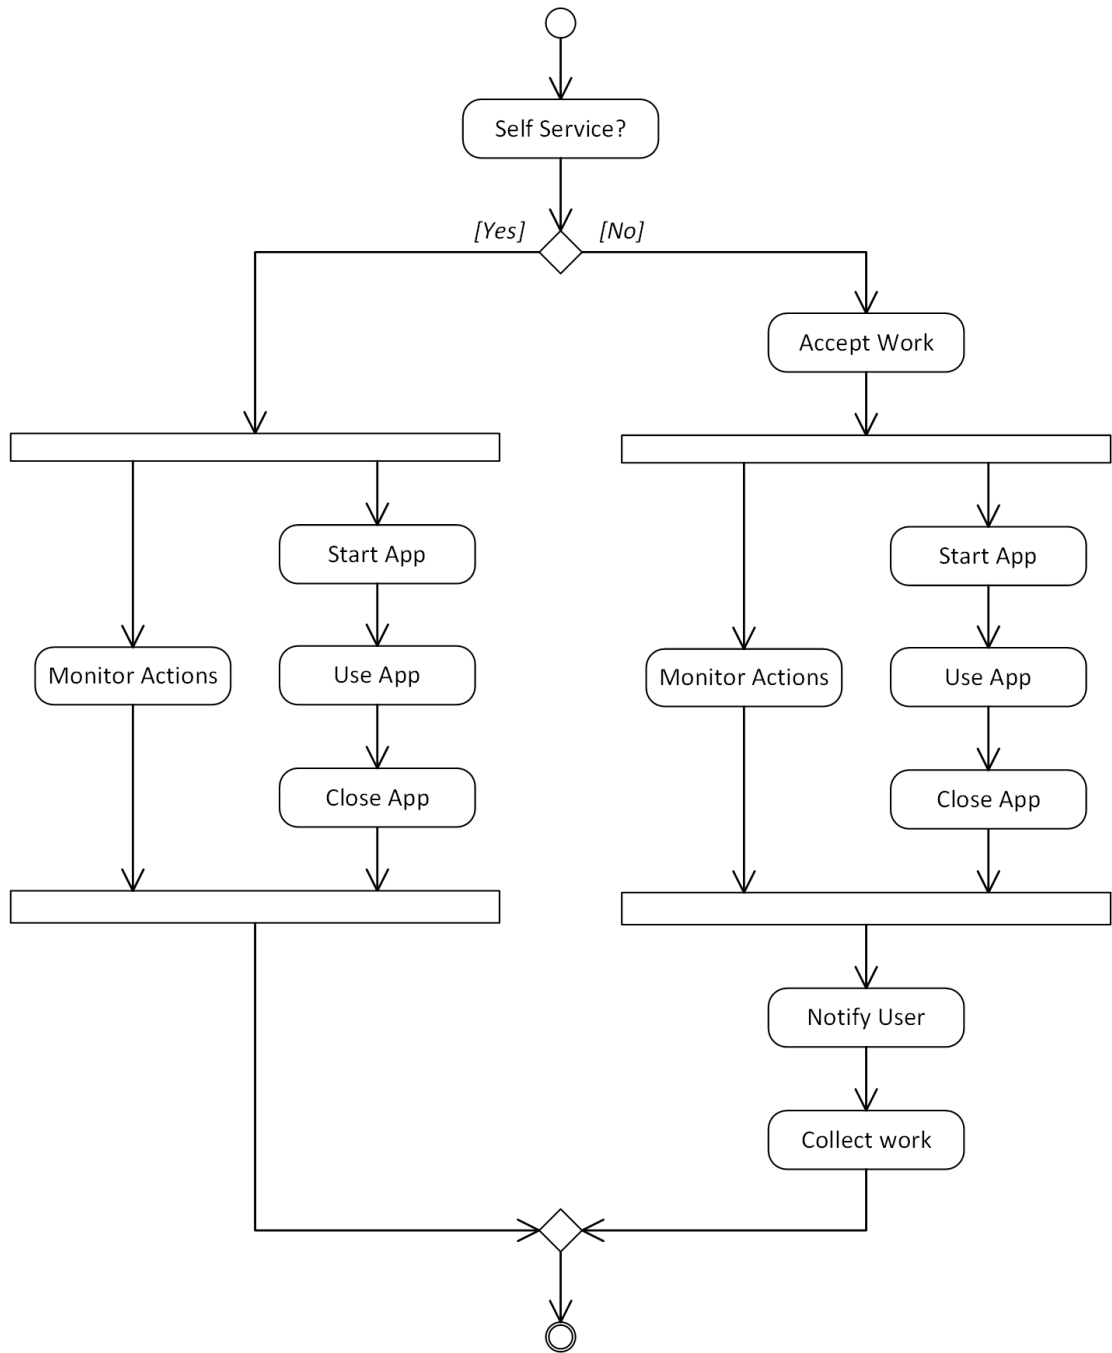 Self Service?
[Yes]
[No]
Accept Work
Start App
Monitor Actions
Use App
Close App
Start App
Monitor Actions
Use App
Close App
Notify User
Collect work